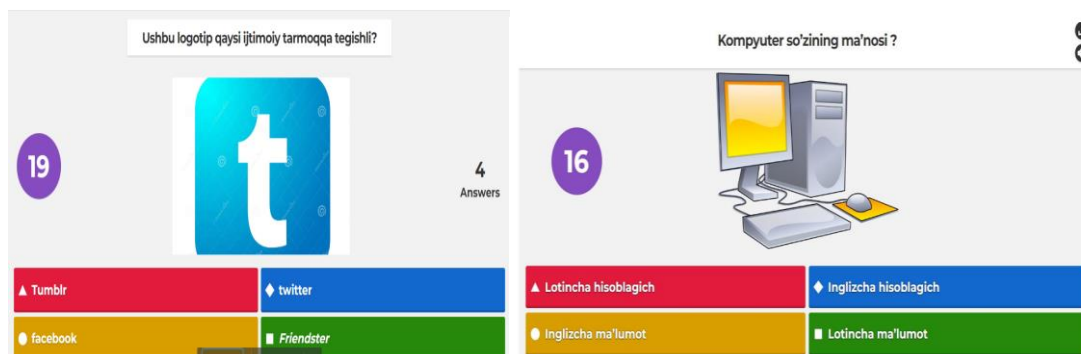 Ushbu logotip qaysi ijtimoiy tarmoqqa tegishli?
19
t
4
Answers
▲ Tumblr
◆ twitter
● facebook
■ Friendster
Kompyuter so'zining ma'nosi ?
16
▲ Lotincha hisoblagich
◆ Inglizcha hisoblagich
● Inglizcha ma'lumot
■ Lotincha ma'lumot